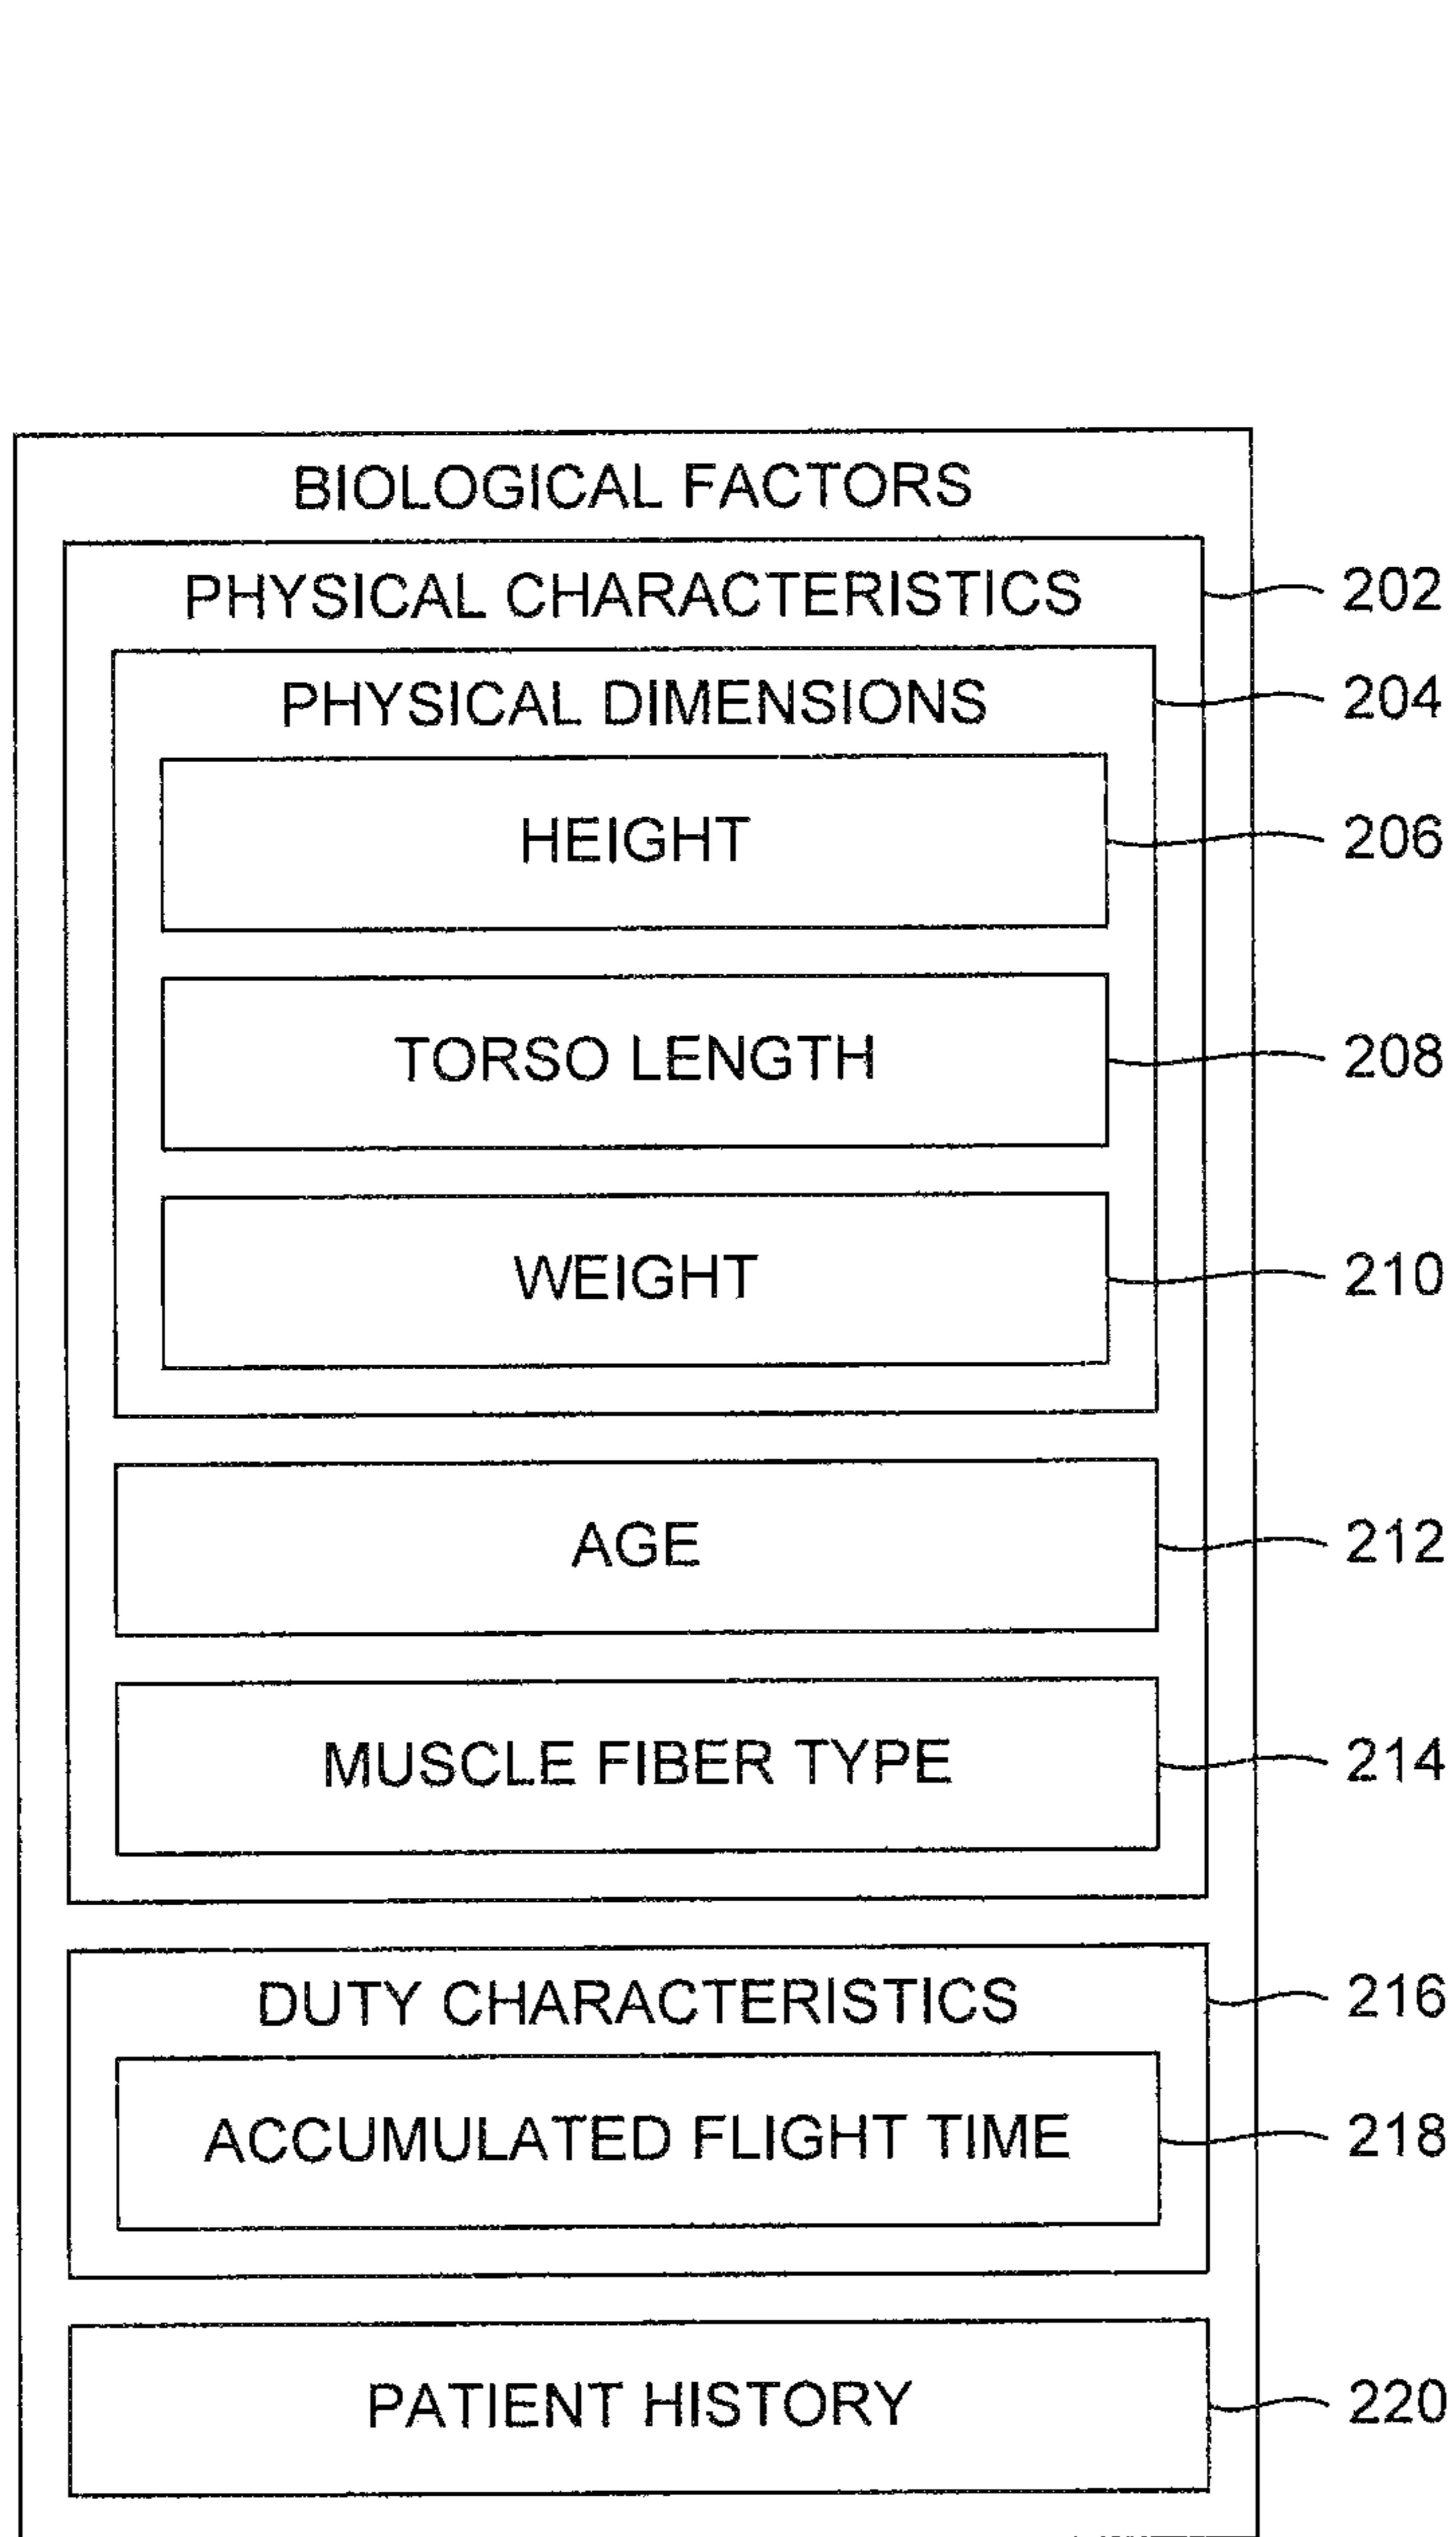 BIOLOGICAL FACTORS
PHYSICAL CHARACTERISTICS 202
PHYSICAL DIMENSIONS 204
HEIGHT 206
TORSO LENGTH 208
WEIGHT 210
AGE 212
MUSCLE FIBER TYPE 214
DUTY CHARACTERISTICS 216
ACCUMULATED FLIGHT TIME 218
PATIENT HISTORY 220